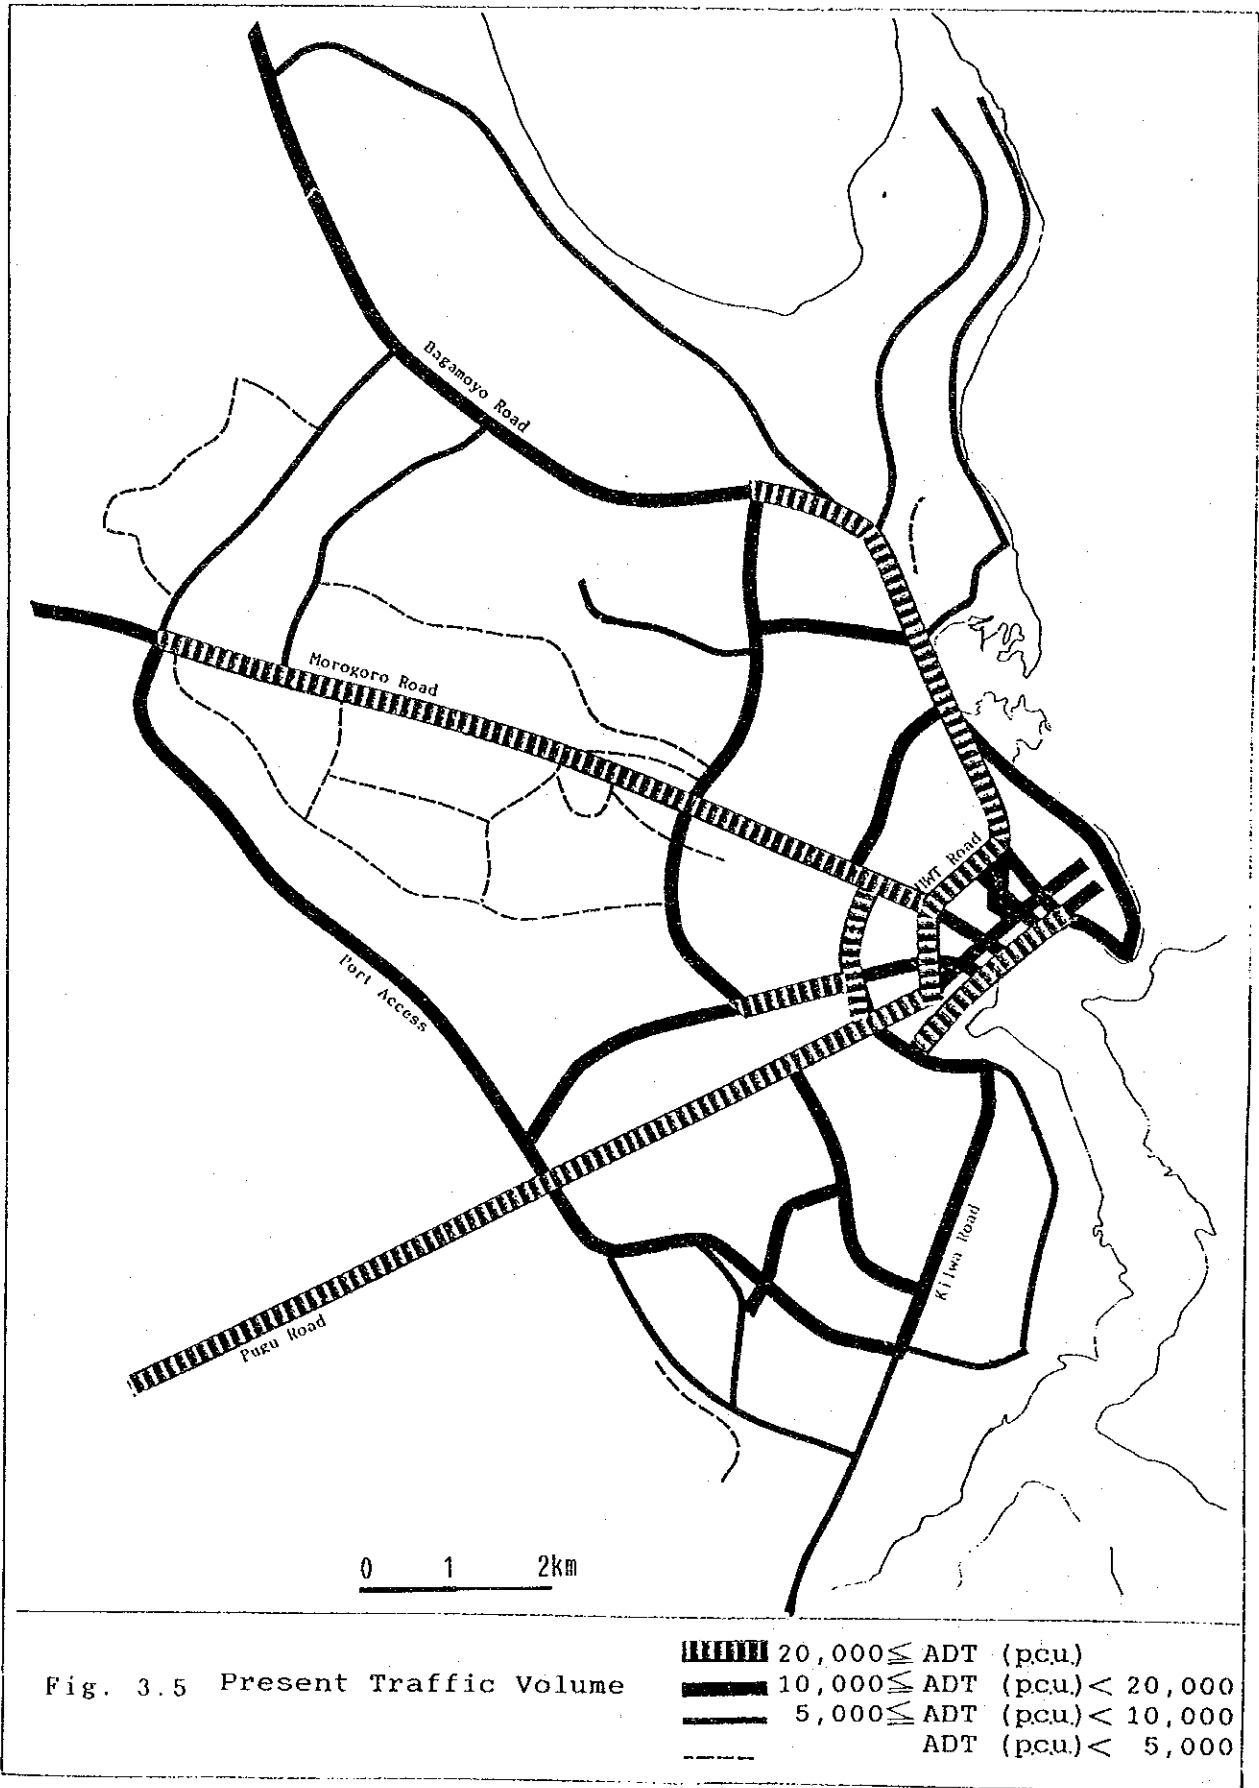 Bagamoyo Road
Morogoro Road
UWT Road
Port Access
Kilwa Road
Pugu Road
0 1 2km
Fig. 3.5 Present Traffic Volume
20,000≦ ADT (p.c.u.)
10,000≦ ADT (p.c.u.)< 20,000
5,000≦ ADT (p.c.u.)< 10,000
ADT (p.c.u.)< 5,000